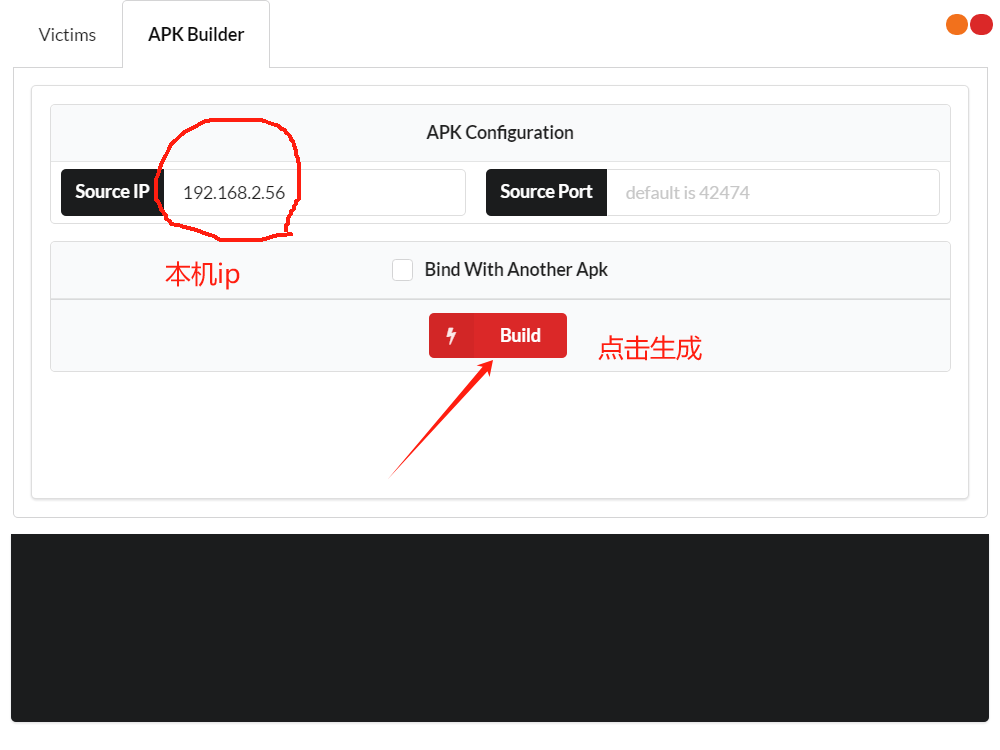 Victims
APK Builder
APK Configuration
Source IP
192.168.2.56
Source Port
default is 42474
本机ip
Bind With Another Apk
Build
点击生成